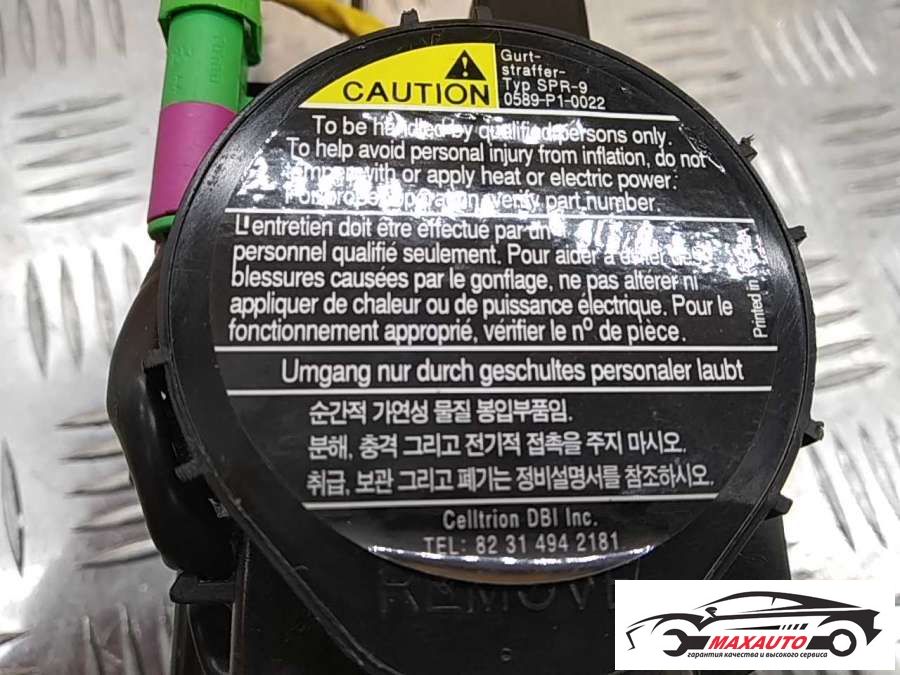 CAUTION
Gurt-
straffer-
Typ SPR-9
0589-P1-0022
To be handled by qualified persons only.
To help avoid personal injury from inflation, do not
with or apply heat or electric power.
For proper operation, verify part number.
L'entretien doit être effectué par un
personnel qualifié seulement. Pour aider à éviter des
blessures causées par le gonflage, ne pas altérer ni
appliquer de chaleur ou de puissance électrique. Pour le
fonctionnement approprié, vérifier le nº de pièce.
Printed in
Umgang nur durch geschultes personaler laubt
순간적 가연성 물질 봉입부품임.
분해, 충격 그리고 전기적 접촉을 주지 마시오.
취급, 보관 그리고 폐기는 정비설명서를 참조하시오.
Celltrion DBI Inc.
TEL: 82 31 494 2181
MAXAUTO
гарантия качества и высокого сервиса